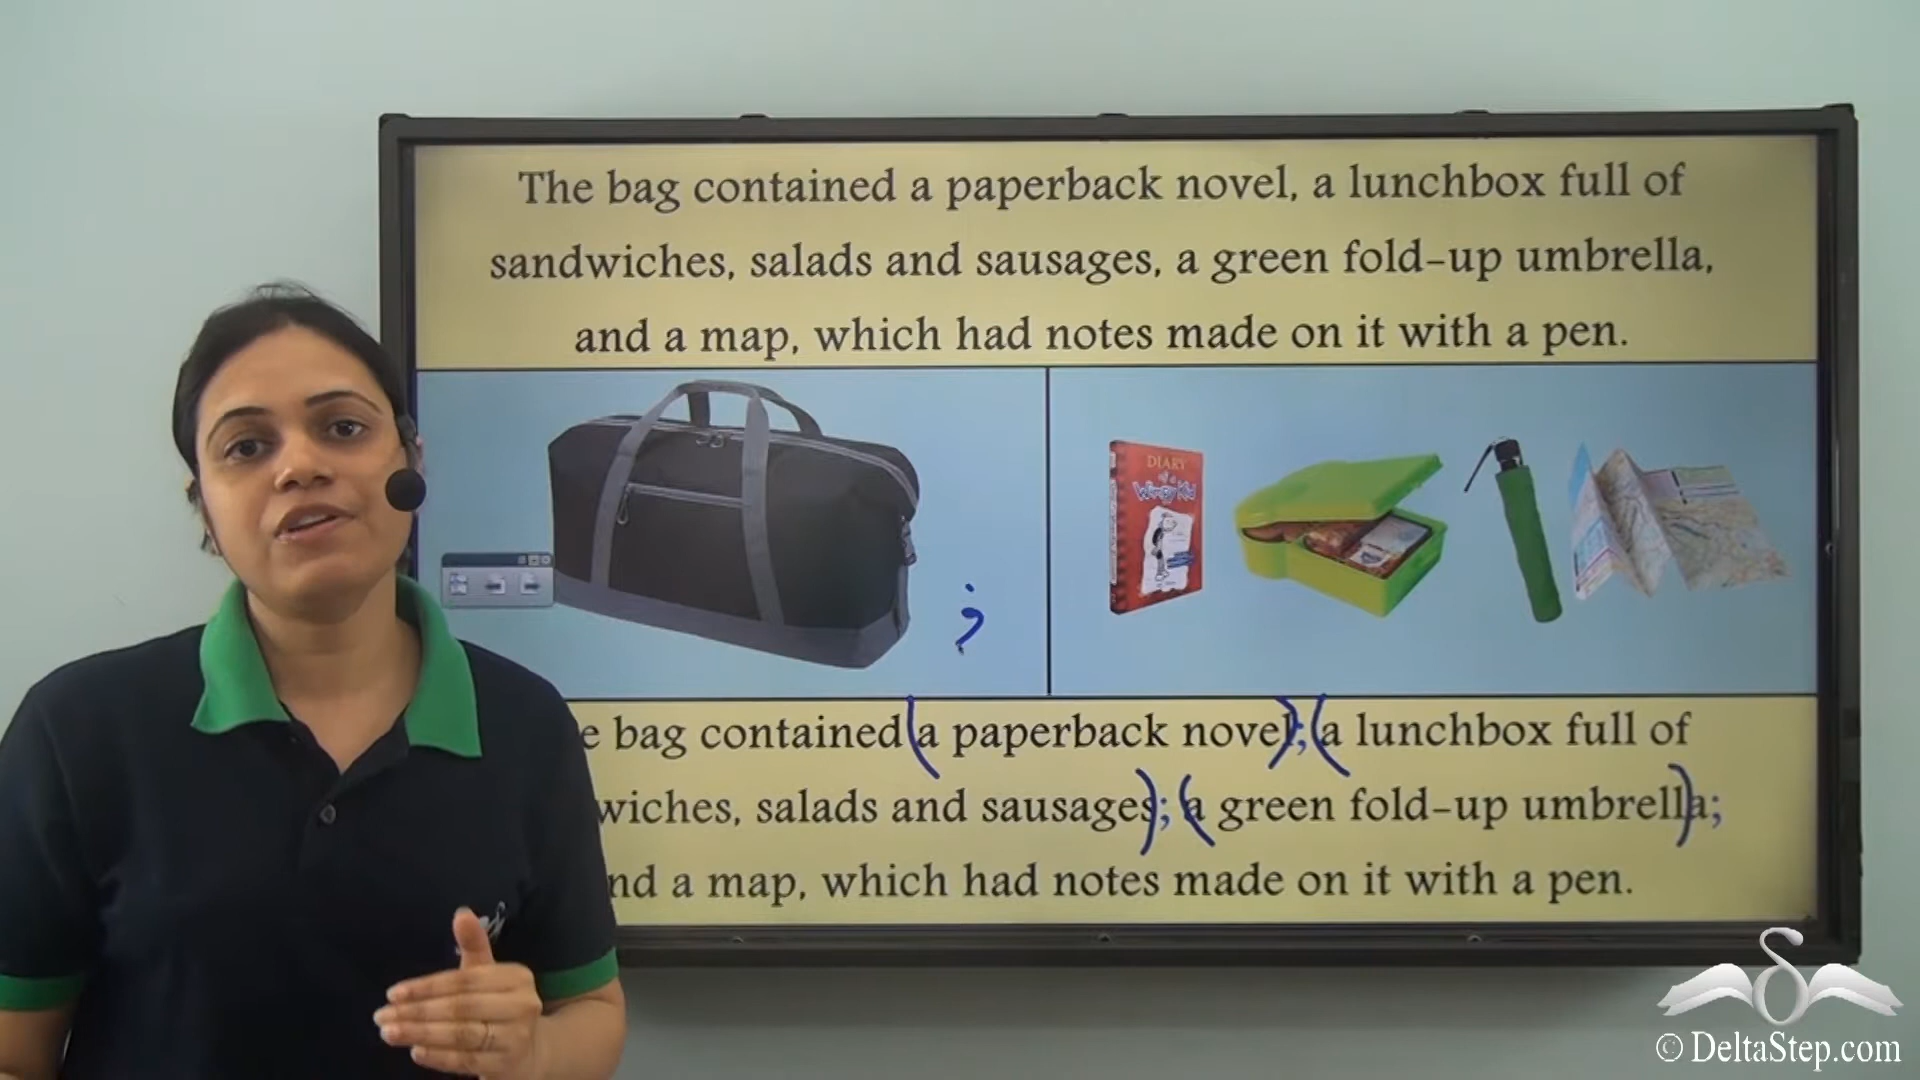 The bag contained a paperback novel, a lunchbox full of
sandwiches, salads and sausages, a green fold-up umbrella,
and a map, which had notes made on it with a pen.
DIARY
of a
Wimpy Kid
;
e bag contained (a paperback novel); (a lunchbox full of
wiches, salads and sausages); (a green fold-up umbrella);
nd a map, which had notes made on it with a pen.
© DeltaStep.com